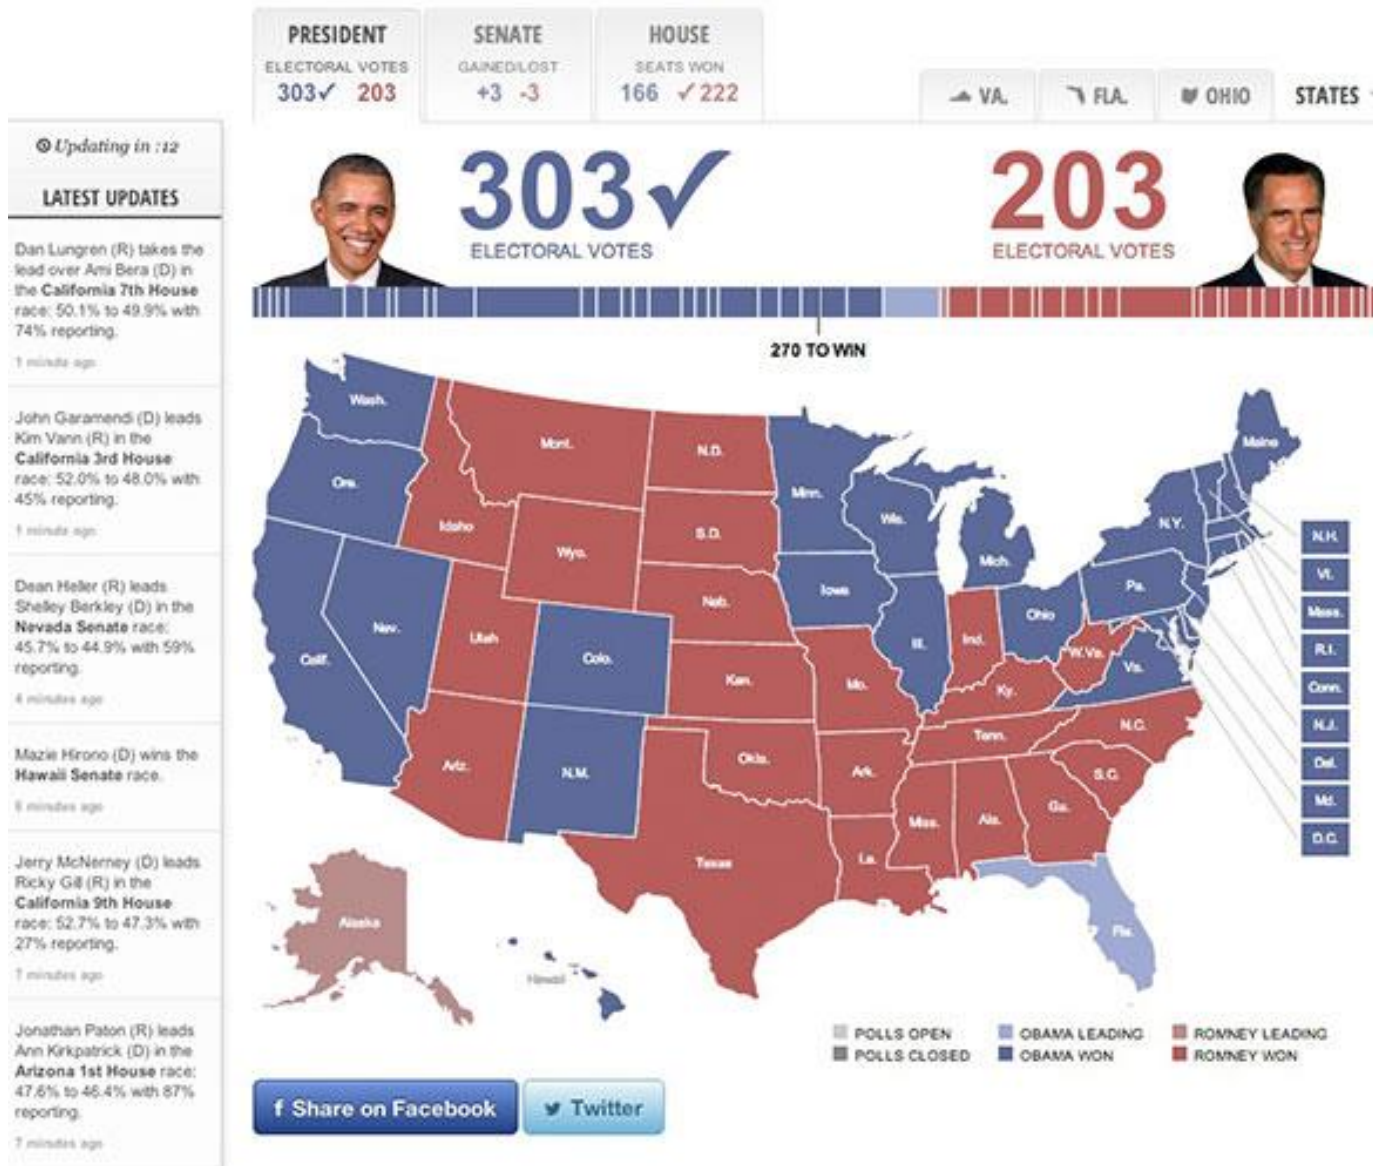 PRESIDENT
ELECTORAL VOTES
303✓ 203
SENATE
GAINED/LOST
+3 -3
HOUSE
SEATS WON
166 ✓222
VA.
FLA.
OHIO
STATES
Updating in :12
LATEST UPDATES
Dan Lungren (R) takes the
lead over Ami Bera (D) in
the California 7th House
race: 50.1% to 49.9% with
74% reporting.
1 minute ago
John Garamendi (D) leads
Kim Vann (R) in the
California 3rd House
race: 52.0% to 48.0% with
45% reporting.
1 minute ago
Dean Heller (R) leads
Shelley Berkley (D) in the
Nevada Senate race:
45.7% to 44.9% with 59%
reporting.
4 minutes ago
Mazie Hirono (D) wins the
Hawaii Senate race.
6 minutes ago
Jerry McNerney (D) leads
Ricky Gill (R) in the
California 9th House
race: 52.7% to 47.3% with
27% reporting.
7 minutes ago
Jonathan Paton (R) leads
Ann Kirkpatrick (D) in the
Arizona 1st House race:
47.6% to 46.4% with 87%
reporting.
7 minutes ago
303✓
ELECTORAL VOTES
203
ELECTORAL VOTES
270 TO WIN
Wash.
Ore.
Calif.
Nev.
Idaho
Mont.
Wyo.
Utah
Ariz.
Colo.
N.M.
N.D.
S.D.
Neb.
Kan.
Okla.
Texas
Minn.
Iowa
Mo.
Ark.
La.
Wis.
Ill.
Mich.
Ind.
Ohio
Ky.
Tenn.
Miss.
Ala.
Ga.
Fla.
S.C.
N.C.
Va.
W.Va.
Pa.
N.Y.
Maine
N.H.
Vt.
Mass.
R.I.
Conn.
N.J.
Del.
Md.
D.C.
Alaska
Hawaii
POLLS OPEN
POLLS CLOSED
OBAMA LEADING
OBAMA WON
ROMNEY LEADING
ROMNEY WON
f Share on Facebook
Twitter